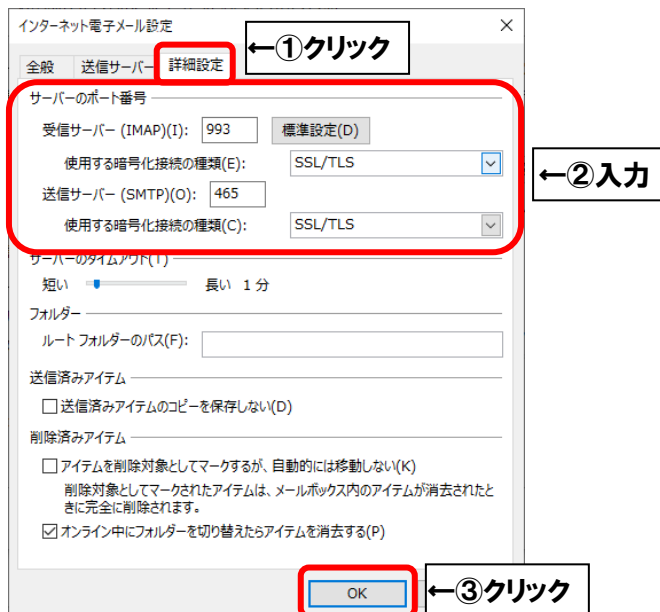 インターネット電子メール設定
←①クリック
全般 送信サーバー 詳細設定
サーバーのポート番号
受信サーバー (IMAP)(I): 993 標準設定(D)
使用する暗号化接続の種類(E): SSL/TLS
←②入力
送信サーバー (SMTP)(O): 465
使用する暗号化接続の種類(C): SSL/TLS
サーバーのタイムアウト(T)
短い 長い 1 分
フォルダー
ルート フォルダーのパス(F):
送信済みアイテム
送信済みアイテムのコピーを保存しない(D)
削除済みアイテム
アイテムを削除対象としてマークするが、自動的には移動しない(K)
削除対象としてマークされたアイテムは、メールボックス内のアイテムが消去されたと
きに完全に削除されます。
オンライン中にフォルダーを切り替えたらアイテムを消去する(P)
OK
←③クリック